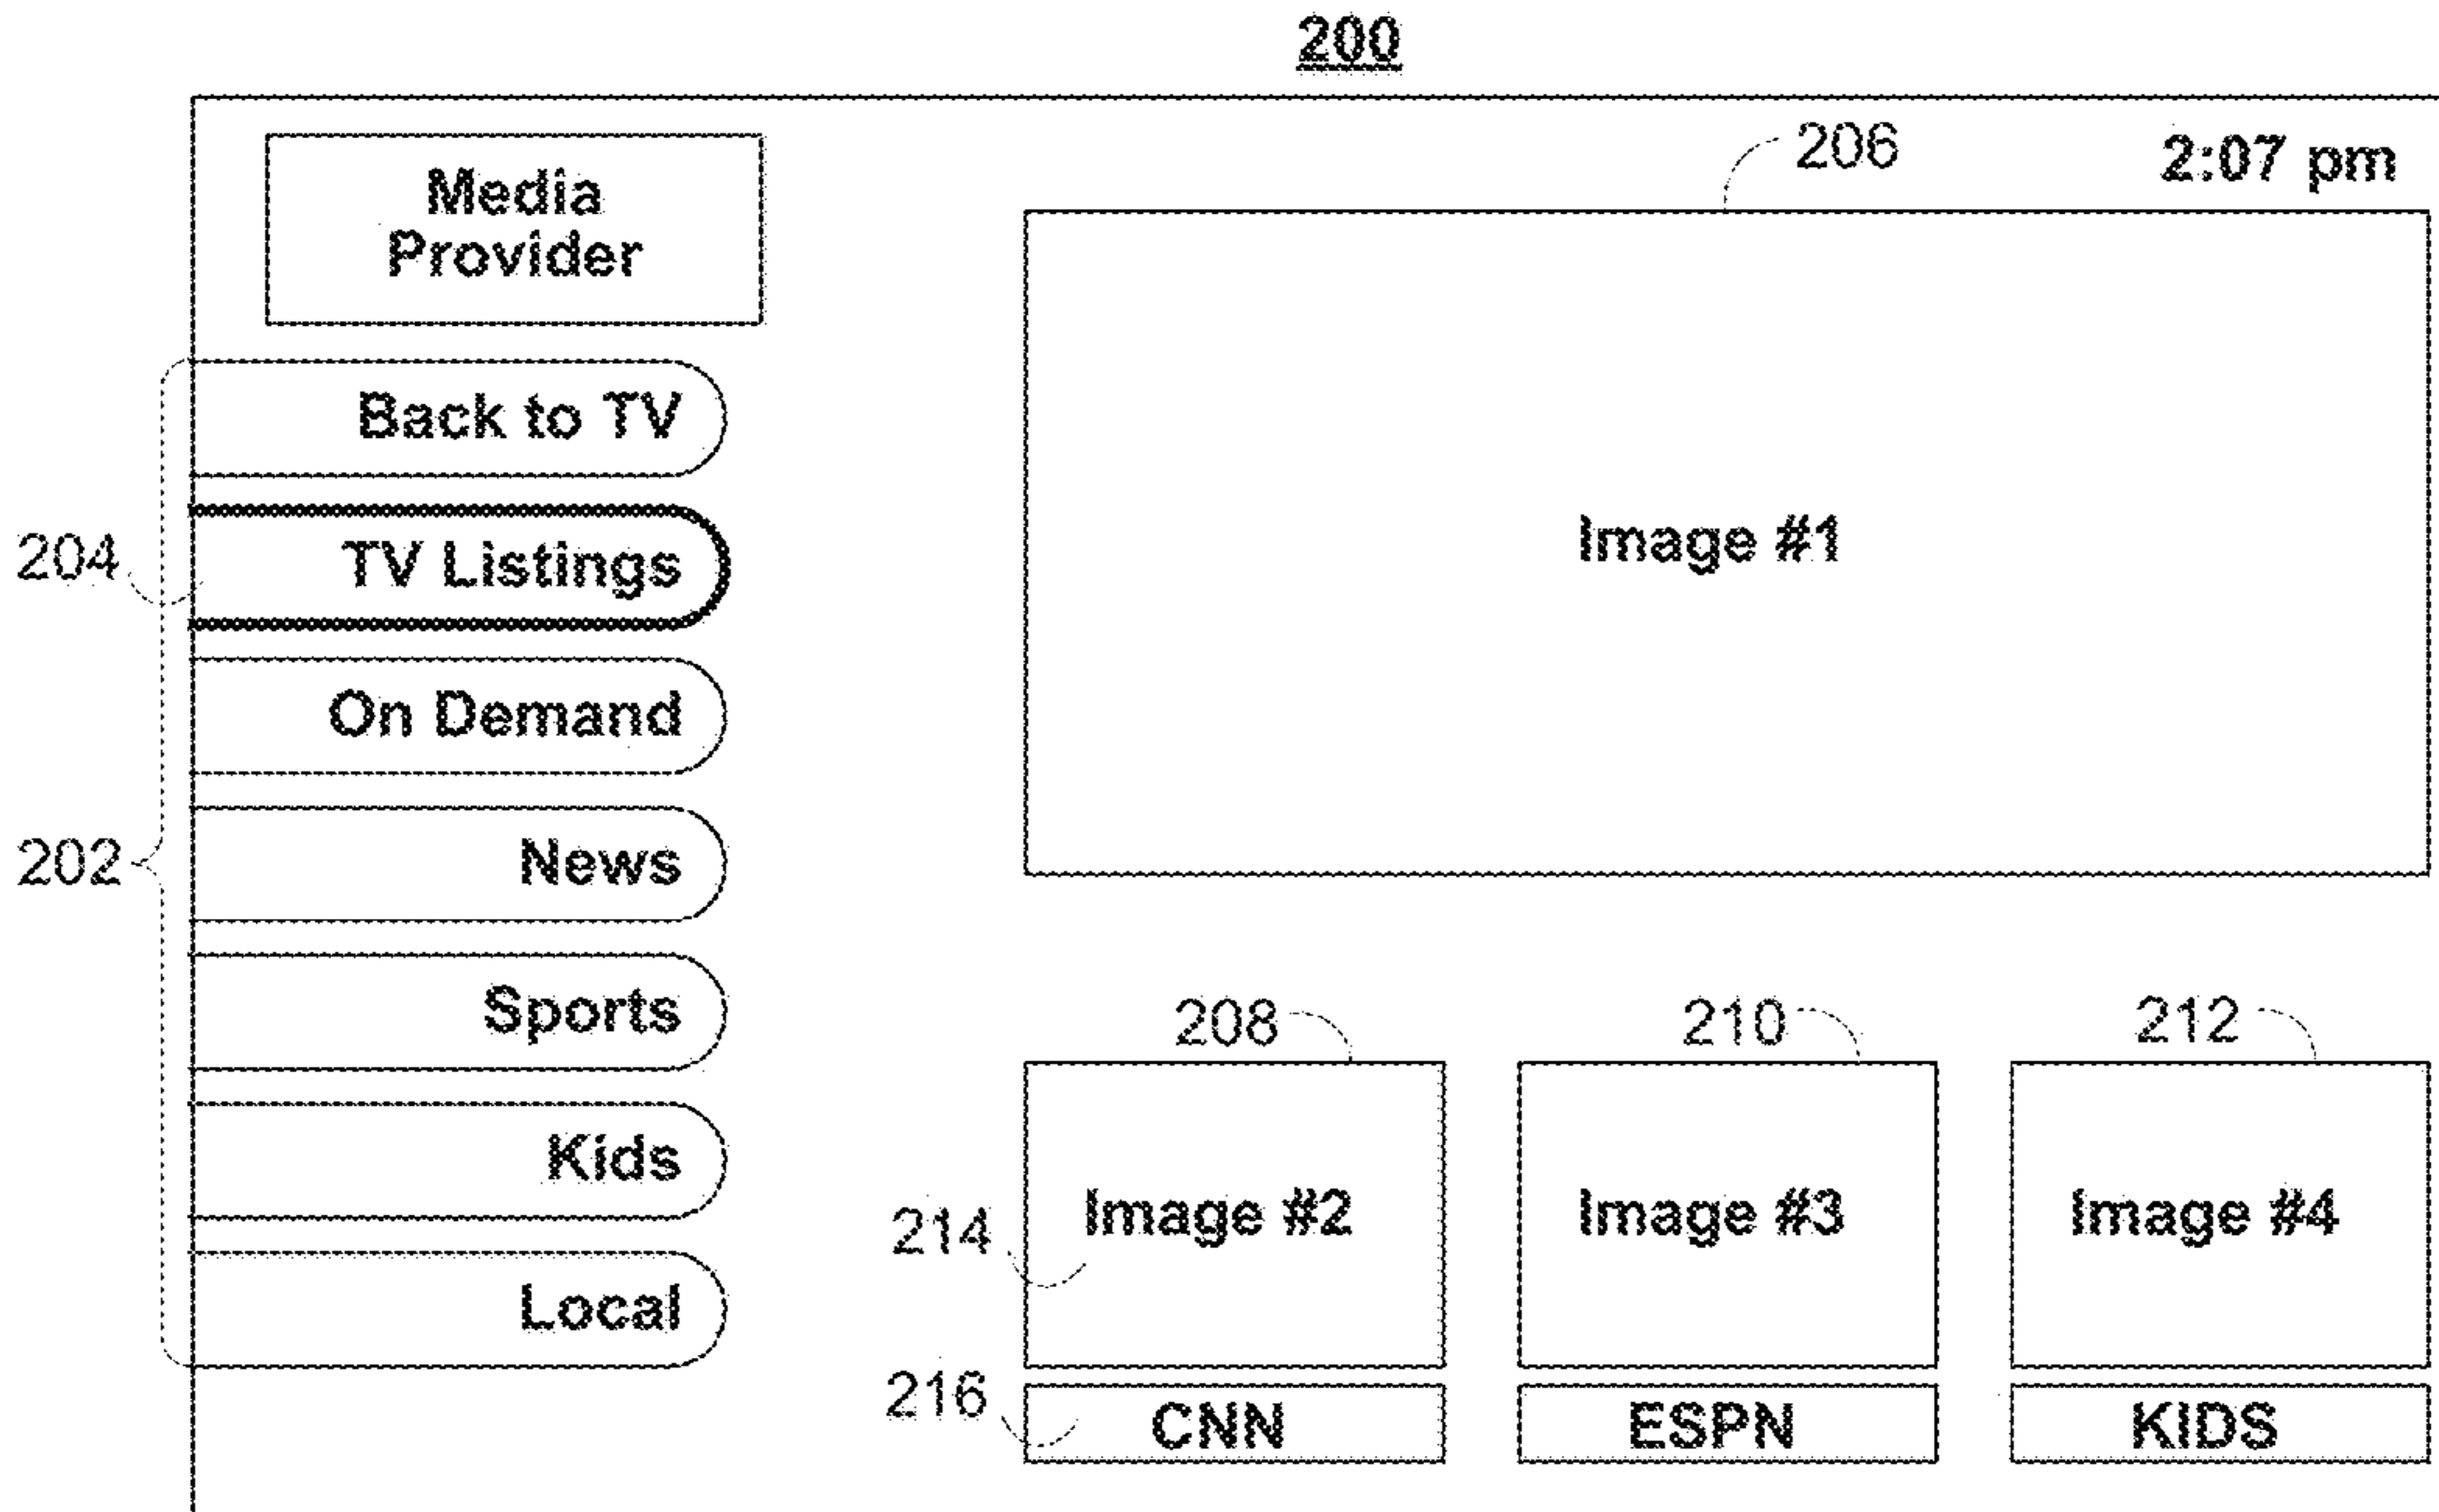 200
206
2:07 pm
Media
Provider
Image #1
Back to TV
204
TV Listings
On Demand
202
News
Sports
Kids
Local
208
210
212
214
Image #2
Image #3
Image #4
216
CNN
ESPN
KIDS